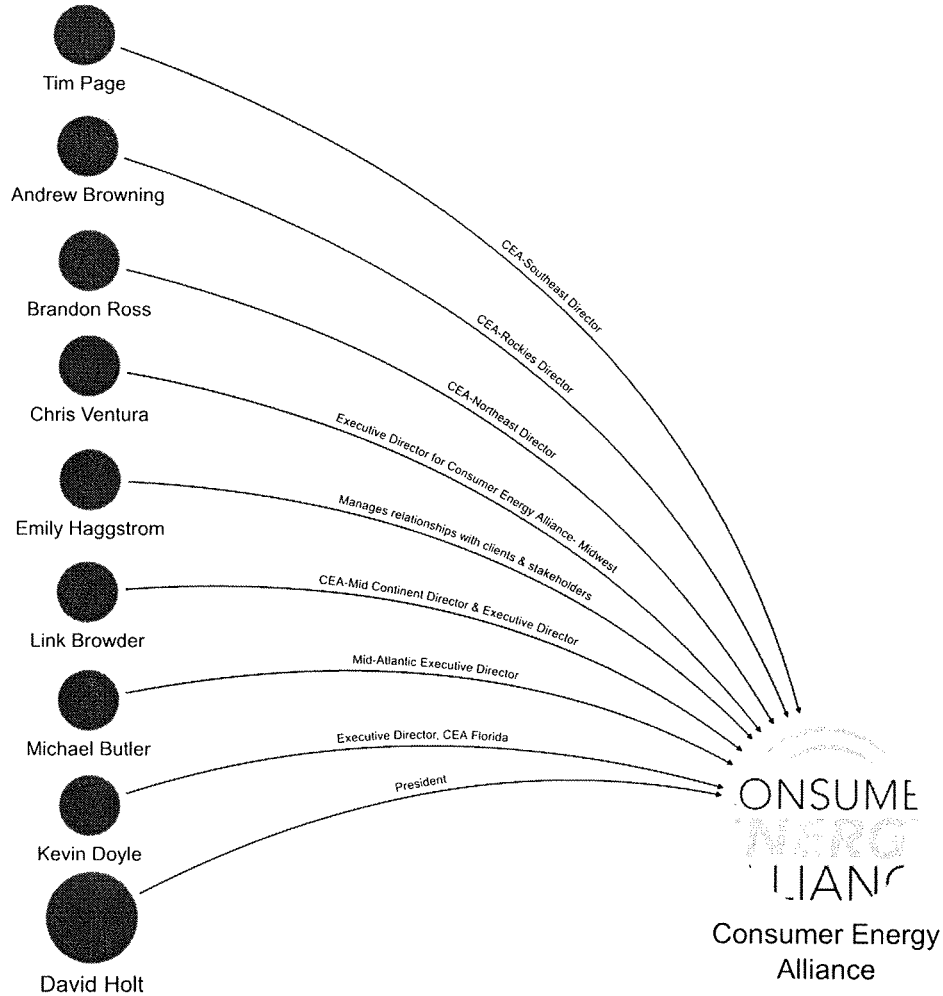 Tim Page
Andrew Browning
Brandon Ross
Chris Ventura
Emily Haggstrom
Link Browder
Michael Butler
Kevin Doyle
David Holt
CEA-Southeast Director
CEA-Rockies Director
CEA-Northeast Director
Executive Director for Consumer Energy Alliance- Midwest
Manages relationships with clients & stakeholders
CEA-Mid Continent Director & Executive Director
Mid-Atlantic Executive Director
Executive Director, CEA Florida
President
ONSUME
NERG
LIANC
Consumer Energy
Alliance